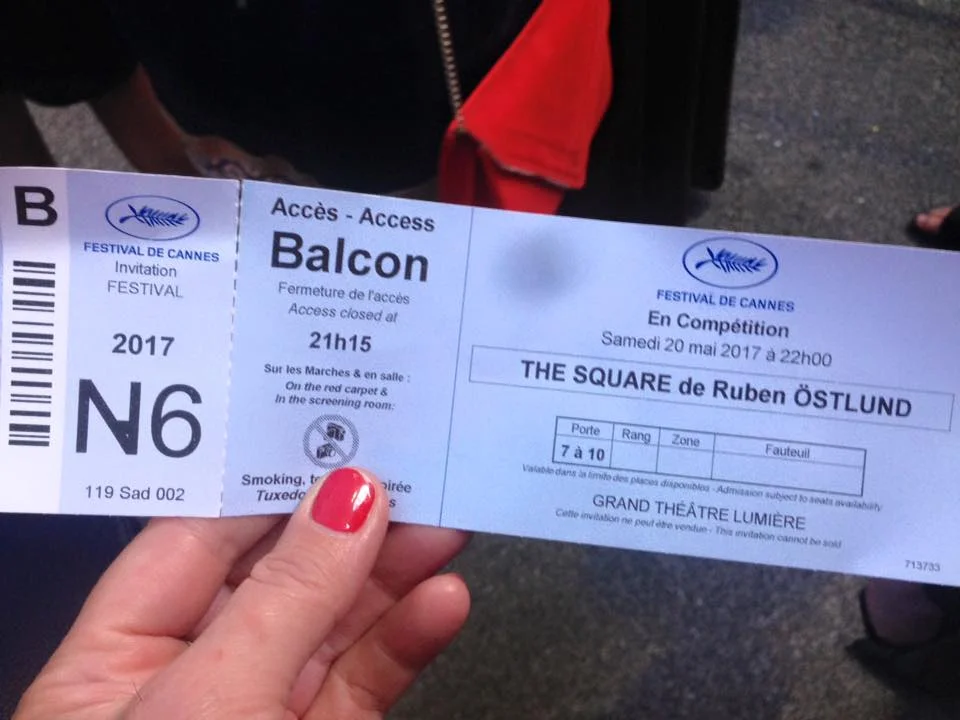 B
FESTIVAL DE CANNES
Invitation
FESTIVAL
2017
N6
119 Sad 002
Accès - Access
Balcon
Fermeture de l'accès
Access closed at
21h15
Sur les Marches & en salle :
On the red carpet &
In the screening room:
Smoking,
FESTIVAL DE CANNES
En Compétition
Samedi 20 mai 2017 à 22h00
THE SQUARE de Ruben ÖSTLUND
Porte Rang Zone Fauteuil
7 à 10
Valable dans la limite des places disponibles - Admission subject to seats availability
GRAND THÉÂTRE LUMIÈRE
Cette invitation ne peut être vendue - This invitation cannot be sold
713733